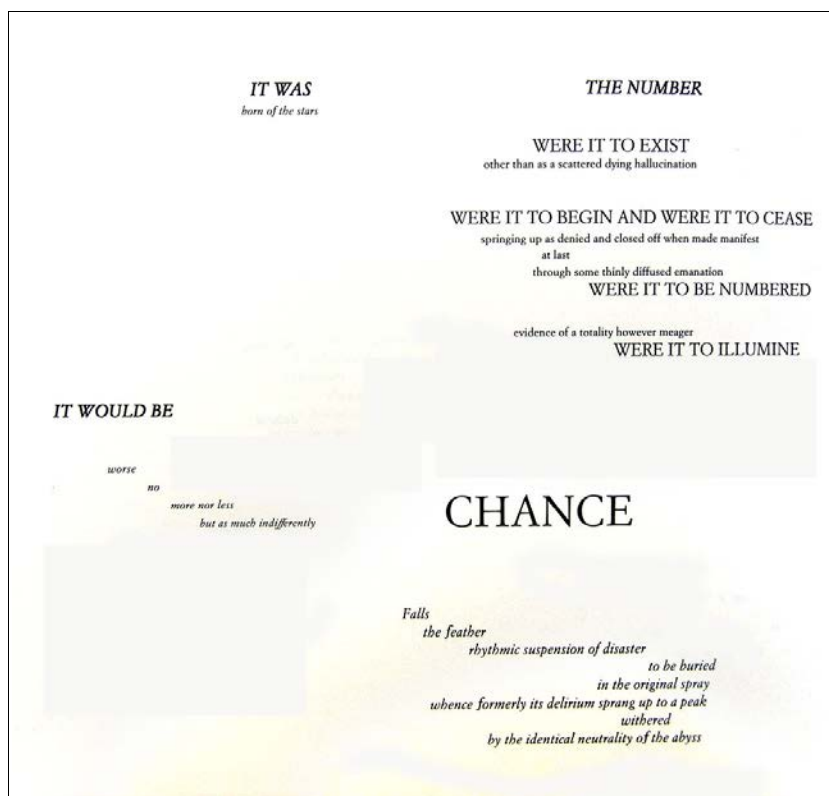 IT WAS
born of the stars
THE NUMBER
WERE IT TO EXIST
other than as a scattered dying hallucination
WERE IT TO BEGIN AND WERE IT TO CEASE
springing up as denied and closed off when made manifest
at last
through some thinly diffused emanation
WERE IT TO BE NUMBERED
evidence of a totality however meager
WERE IT TO ILLUMINE
IT WOULD BE
worse
no
more nor less
but as much indifferently
CHANCE
Falls
the feather
rhythmic suspension of disaster
to be buried
in the original spray
whence formerly its delirium sprang up to a peak
withered
by the identical neutrality of the abyss